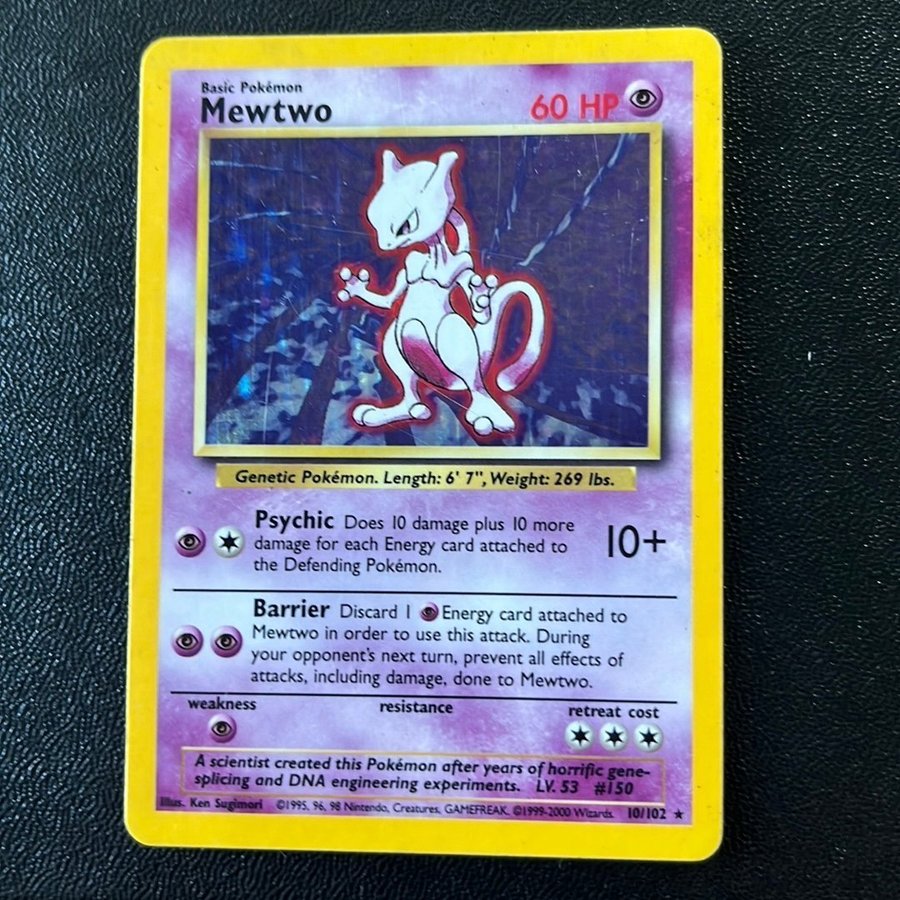 Basic Pokémon
Mewtwo
60 HP
Genetic Pokémon. Length: 6' 7", Weight: 269 lbs.
Psychic Does 10 damage plus 10 more
damage for each Energy card attached to
the Defending Pokémon.
10+
Barrier Discard 1 Energy card attached to
Mewtwo in order to use this attack. During
your opponent's next turn, prevent all effects of
attacks, including damage, done to Mewtwo.
weakness resistance retreat cost
A scientist created this Pokémon after years of horrific gene-
splicing and DNA engineering experiments. LV. 53 #150
Illus. Ken Sugimori ©1995, 96, 98 Nintendo, Creatures, GAMEFREAK. ©1999-2000 Wizards. 10/102 ★